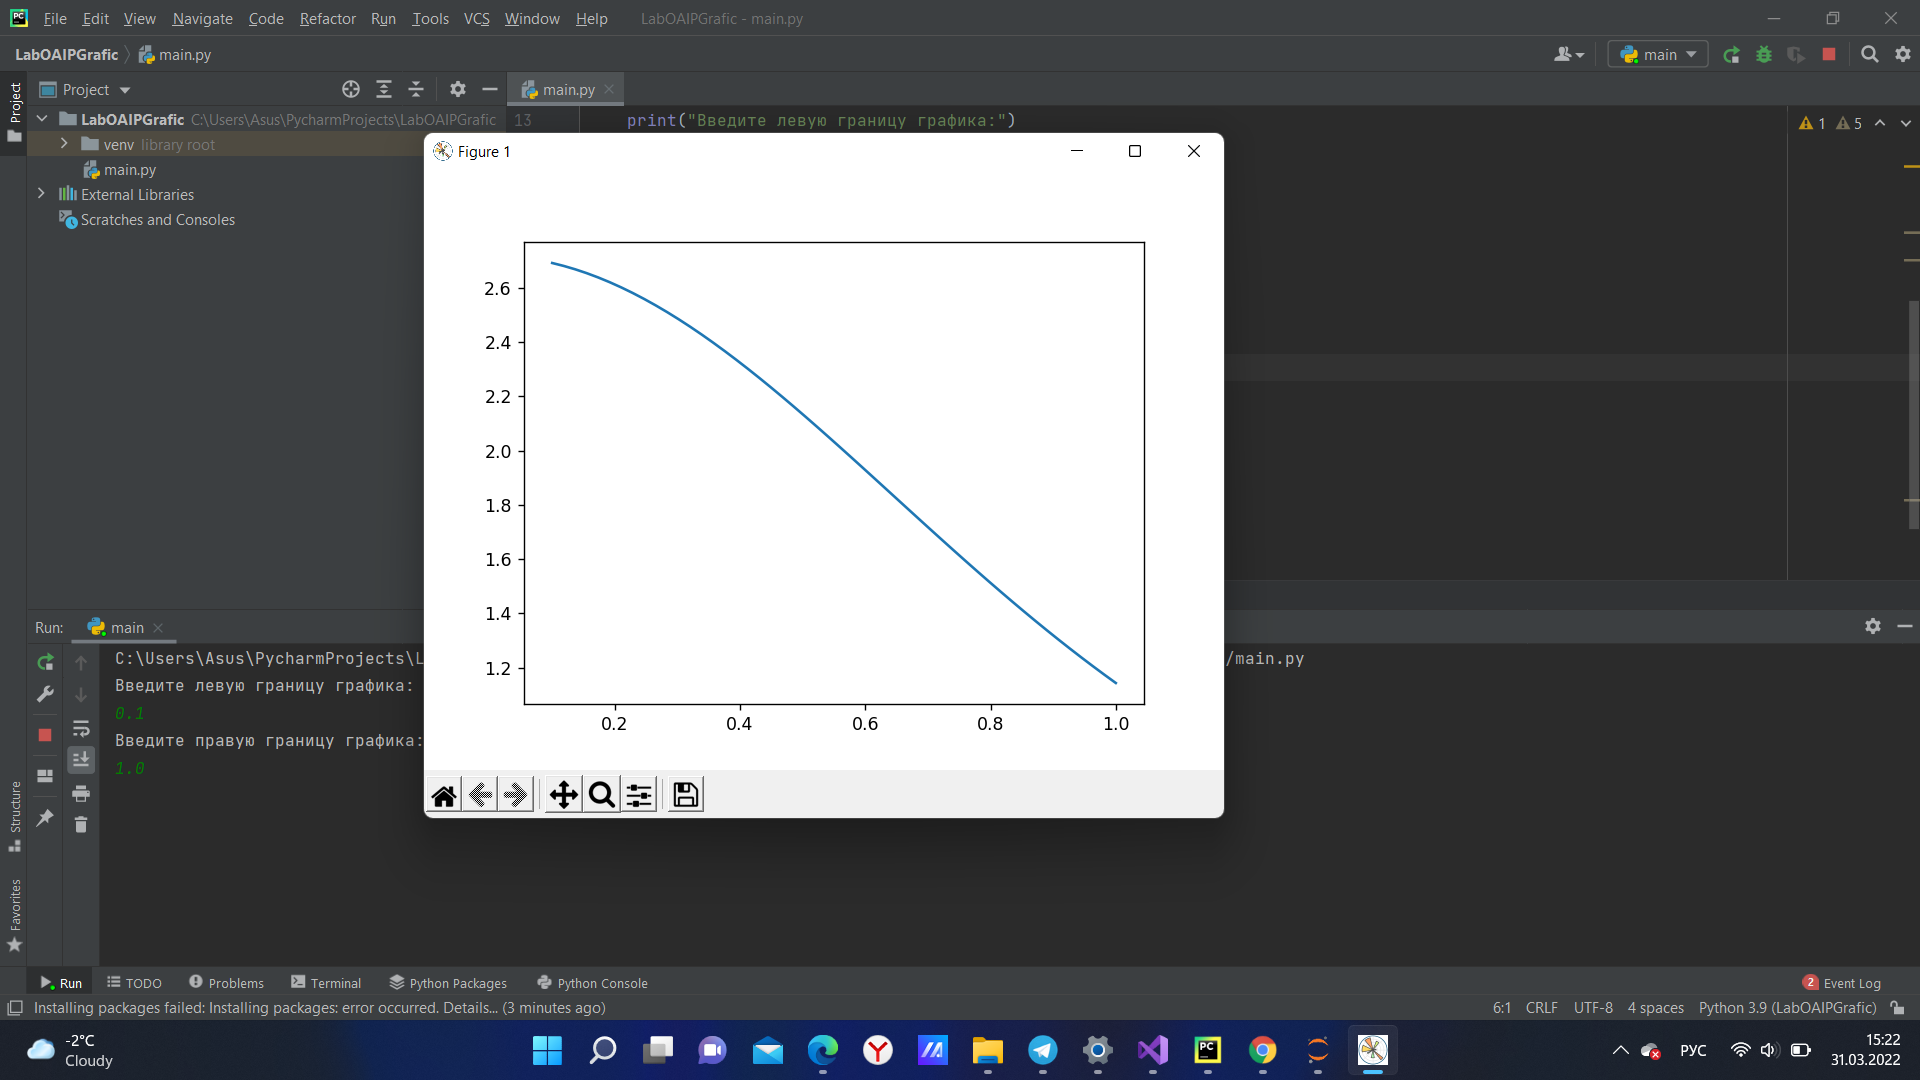 File Edit View Navigate Code Refactor Run Tools VCS Window Help LabOAIPGrafic - main.py
LabOAIPGrafic main.py
main
Project
Project
main.py
LabOAIPGrafic C:\Users\Asus\PycharmProjects\LabOAIPGrafic
13 print("Введите левую границу графика:")
1 5
venv library root
main.py
External Libraries
Scratches and Consoles
Figure 1
2.6
2.4
2.2
2.0
1.8
1.6
1.4
1.2
0.2 0.4 0.6 0.8 1.0
Run: main
C:\Users\Asus\PycharmProjects\L /main.py
Введите левую границу графика:
0.1
Введите правую границу графика:
1.0
Structure
Favorites
Run TODO Problems Terminal Python Packages Python Console 2 Event Log
Installing packages failed: Installing packages: error occurred. Details... (3 minutes ago) 6:1 CRLF UTF-8 4 spaces Python 3.9 (LabOAIPGrafic)
-2°C
Cloudy
PC
РУС
15:22
31.03.2022